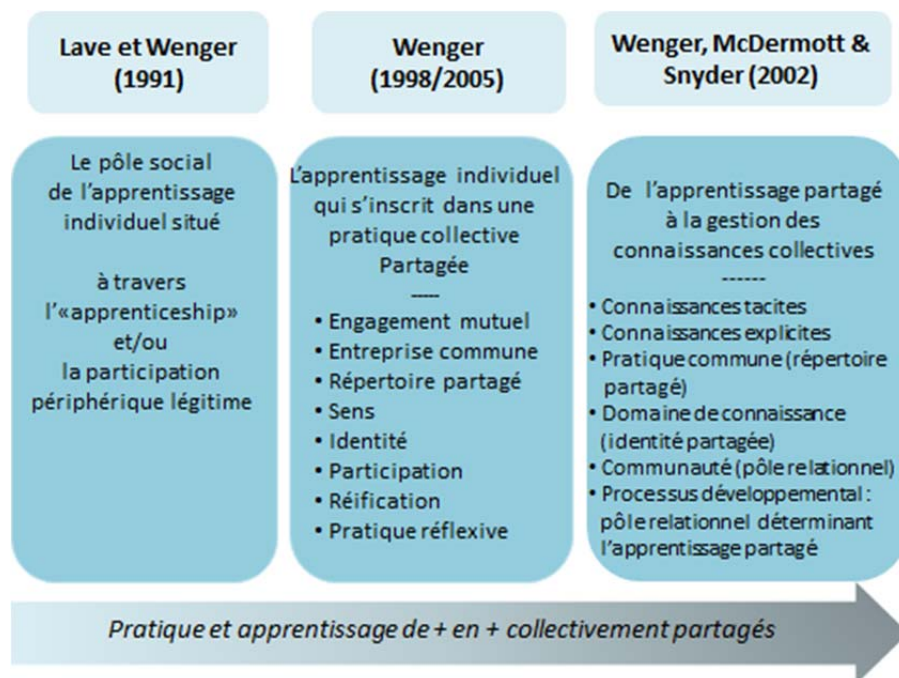 Lave et Wenger
(1991)
Wenger
(1998/2005)
Wenger, McDermott &
Snyder (2002)
Le pôle social
de l'apprentissage
individuel situé
à travers
l'«apprenticeship»
et/ou
la participation
périphérique légitime
L'apprentissage individuel
qui s'inscrit dans une
pratique collective
Partagée
-----
• Engagement mutuel
• Entreprise commune
• Répertoire partagé
• Sens
• Identité
• Participation
• Réification
• Pratique réflexive
De l'apprentissage partagé
à la gestion des
connaissances collectives
------
• Connaissances tacites
• Connaissances explicites
• Pratique commune (répertoire
partagé)
• Domaine de connaissance
(identité partagée)
• Communauté (pôle relationnel)
• Processus développemental :
pôle relationnel déterminant
l'apprentissage partagé
Pratique et apprentissage de + en + collectivement partagés